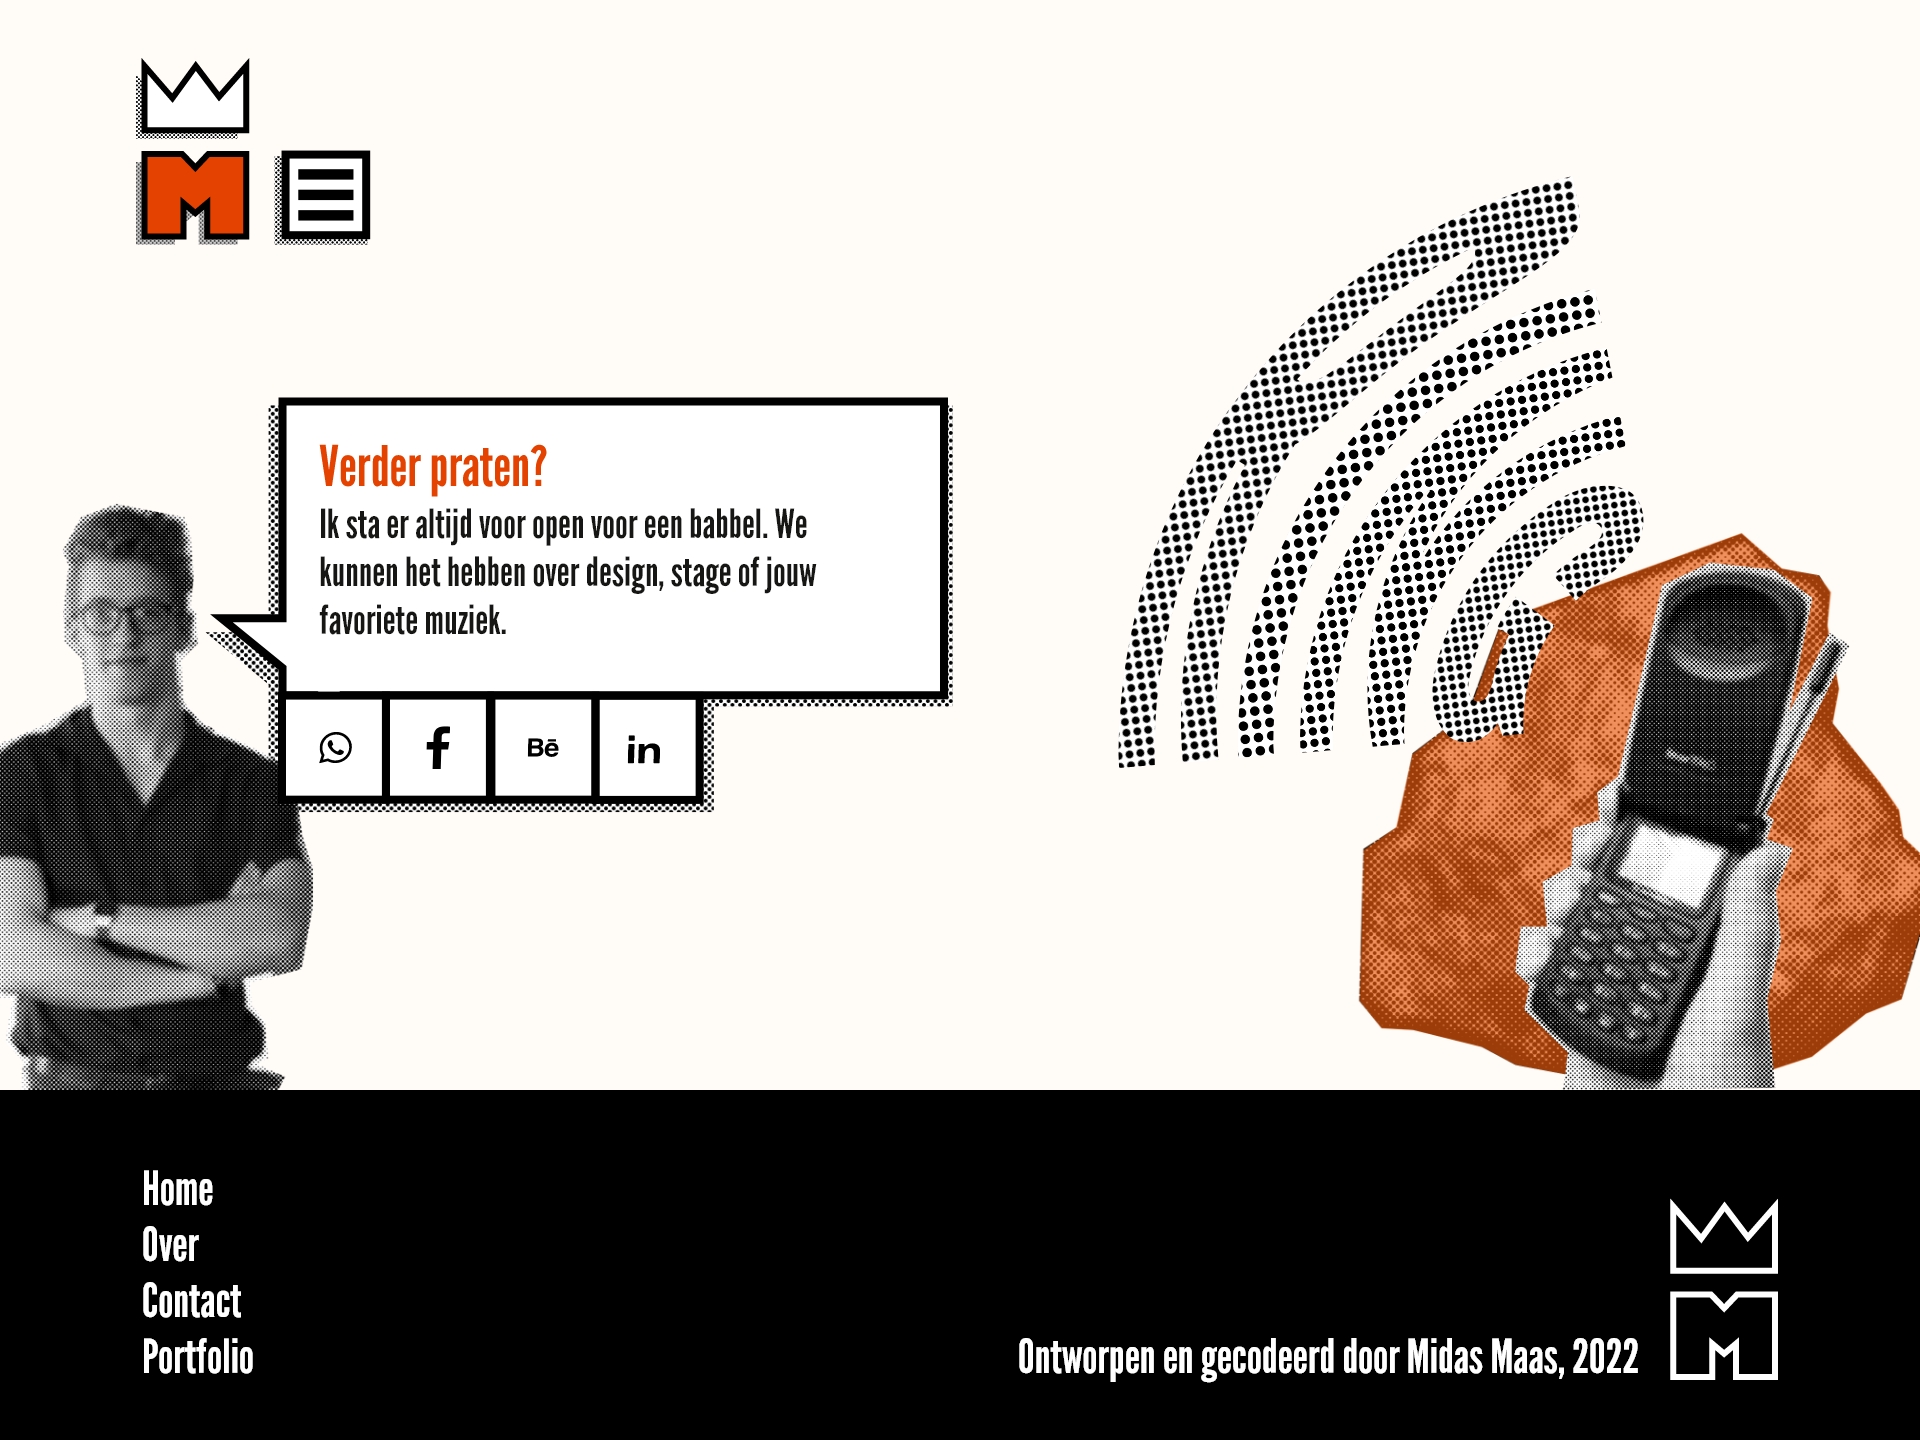 M
Verder praten?
Ik sta er altijd voor open voor een babbel. We
kunnen het hebben over design, stage of jouw
favoriete muziek.
Bē in
Home
Over
Contact
Portfolio
Ontworpen en gecodeerd door Midas Maas, 2022
M